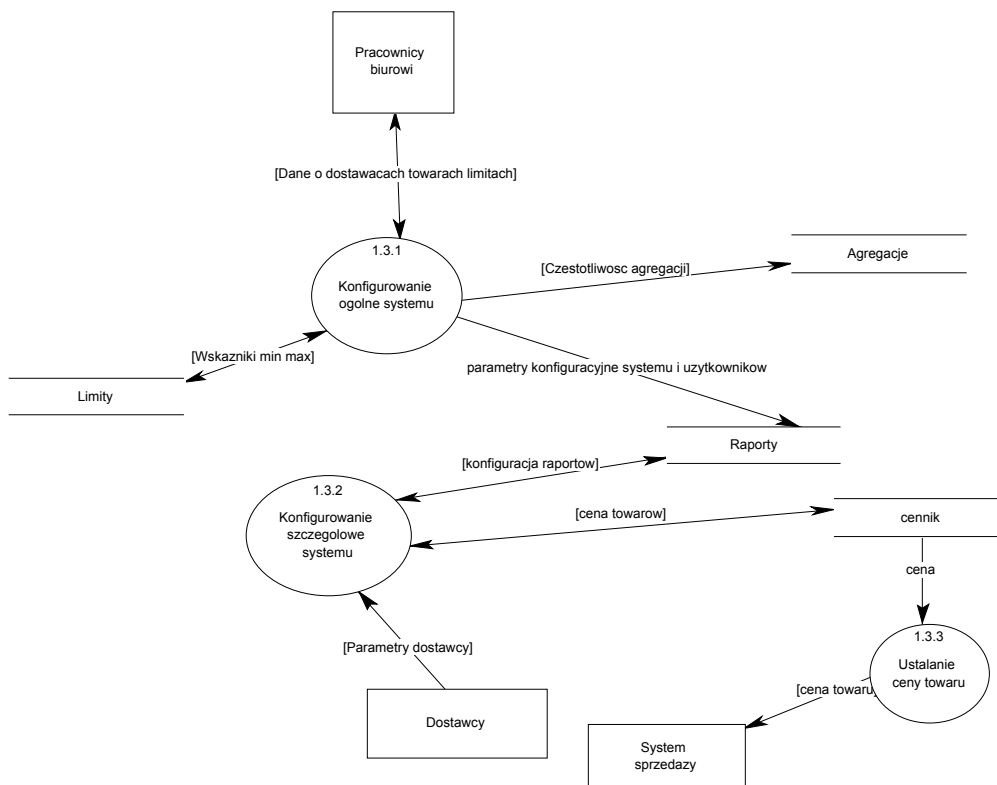 Pracownicy
biurowi
[Dane o dostawacach towarach limitach]
1.3.1
Konfigurowanie
ogolne systemu
[Czestotliwosc agregacji]
Agregacje
[Wskazniki min max]
parametry konfiguracyjne systemu i uzytkownikow
Limity
Raporty
[konfiguracja raportow]
1.3.2
Konfigurowanie
szczegolowe
systemu
[cena towarow]
cennik
cena
1.3.3
Ustalanie
ceny towaru
[Parametry dostawcy]
[cena towaru]
Dostawcy
System
sprzedazy